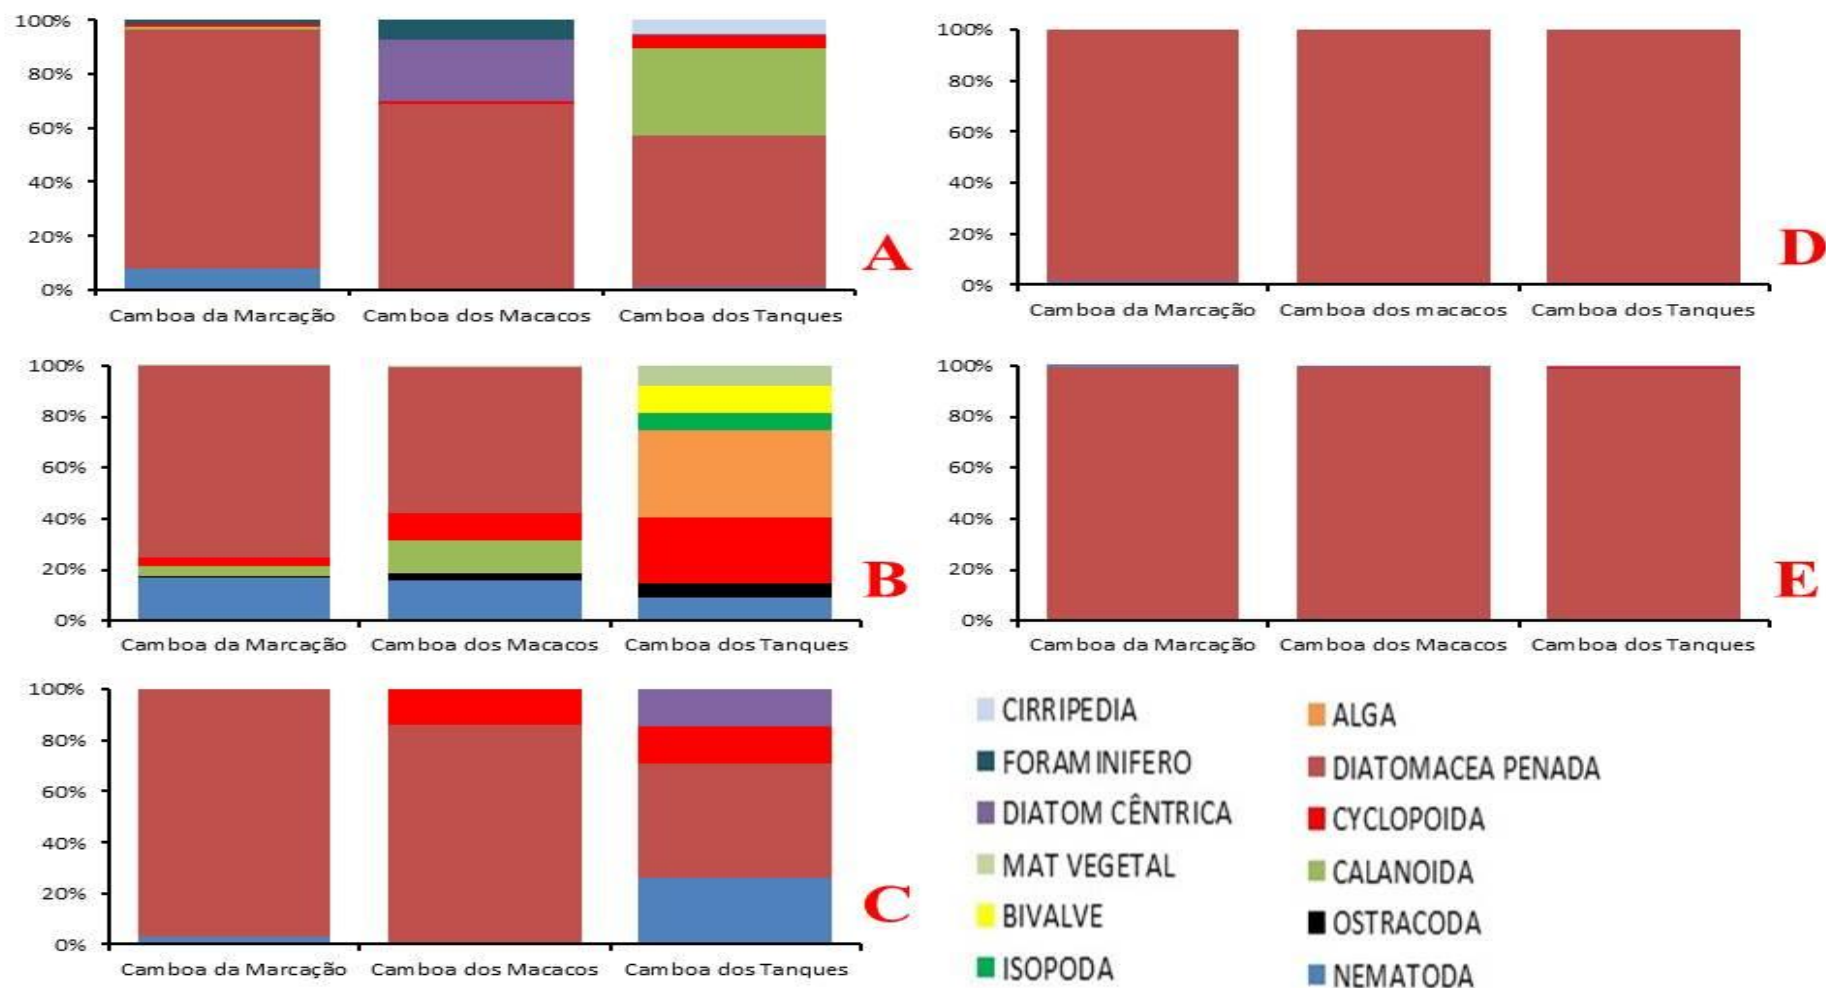 100%
80%
60%
40%
20%
0%
Camboa da Marcação
Camboa dos Macacos
Camboa dos Tanques
A
100%
80%
60%
40%
20%
0%
Camboa da Marcação
Camboa dos macacos
Camboa dos Tanques
D
100%
80%
60%
40%
20%
0%
Camboa da Marcação
Camboa dos Macacos
Camboa dos Tanques
B
100%
80%
60%
40%
20%
0%
Camboa da Marcação
Camboa dos Macacos
Camboa dos Tanques
E
100%
80%
60%
40%
20%
0%
Camboa da Marcação
Camboa dos Macacos
Camboa dos Tanques
C
CIRRIPEDIA
FORAMINIFERO
DIATOM CÊNTRICA
MAT VEGETAL
BIVALVE
ISOPODA
ALGA
DIATOMACEA PENADA
CYCLOPOIDA
CALANOIDA
OSTRACODA
NEMATODA